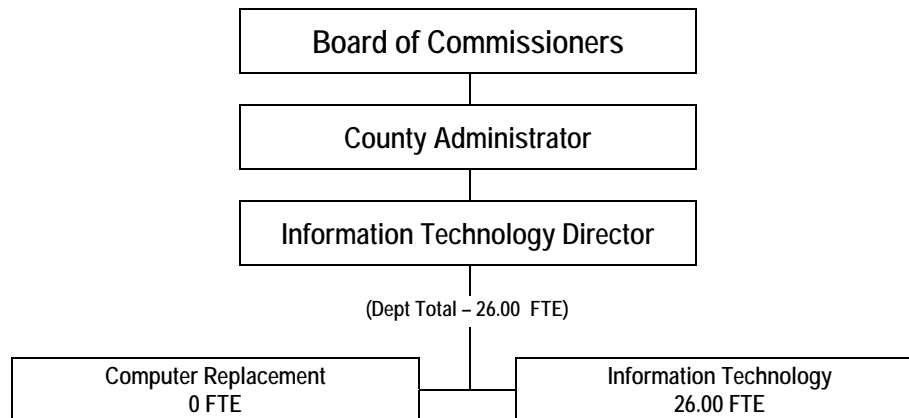 Board of Commissioners
County Administrator
Information Technology Director
(Dept Total – 26.00 FTE)
Computer Replacement
0 FTE
Information Technology
26.00 FTE